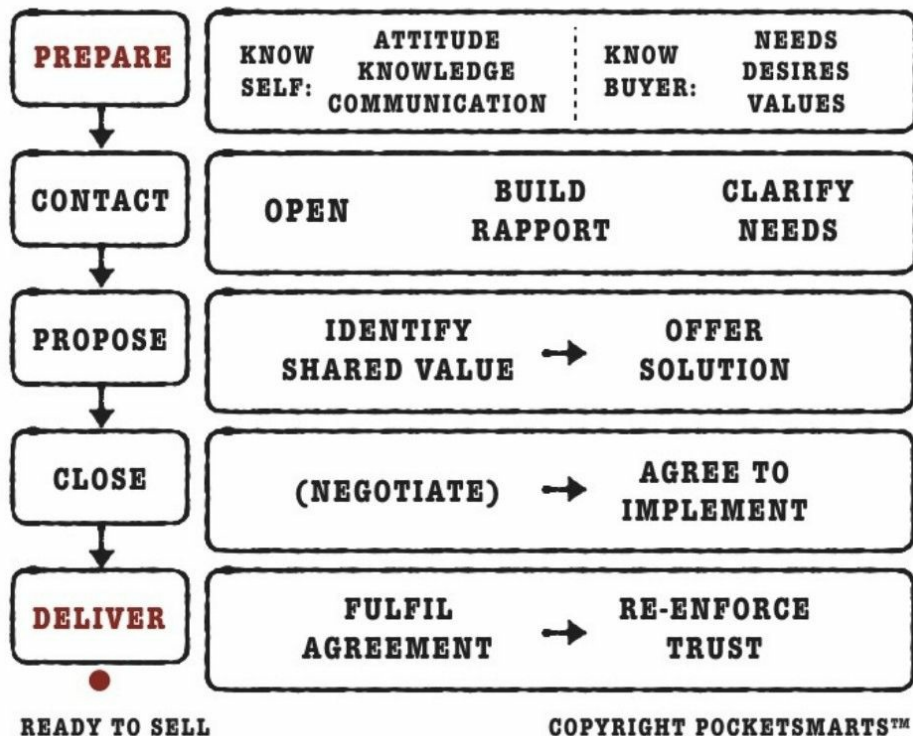 PREPARE
KNOW SELF:
ATTITUDE
KNOWLEDGE
COMMUNICATION
KNOW BUYER:
NEEDS
DESIRES
VALUES
CONTACT
OPEN
BUILD
RAPPORT
CLARIFY
NEEDS
PROPOSE
IDENTIFY
SHARED VALUE
OFFER
SOLUTION
CLOSE
(NEGOTIATE)
AGREE TO
IMPLEMENT
DELIVER
FULFIL
AGREEMENT
RE-ENFORCE
TRUST
READY TO SELL
COPYRIGHT POCKETSMARTS™